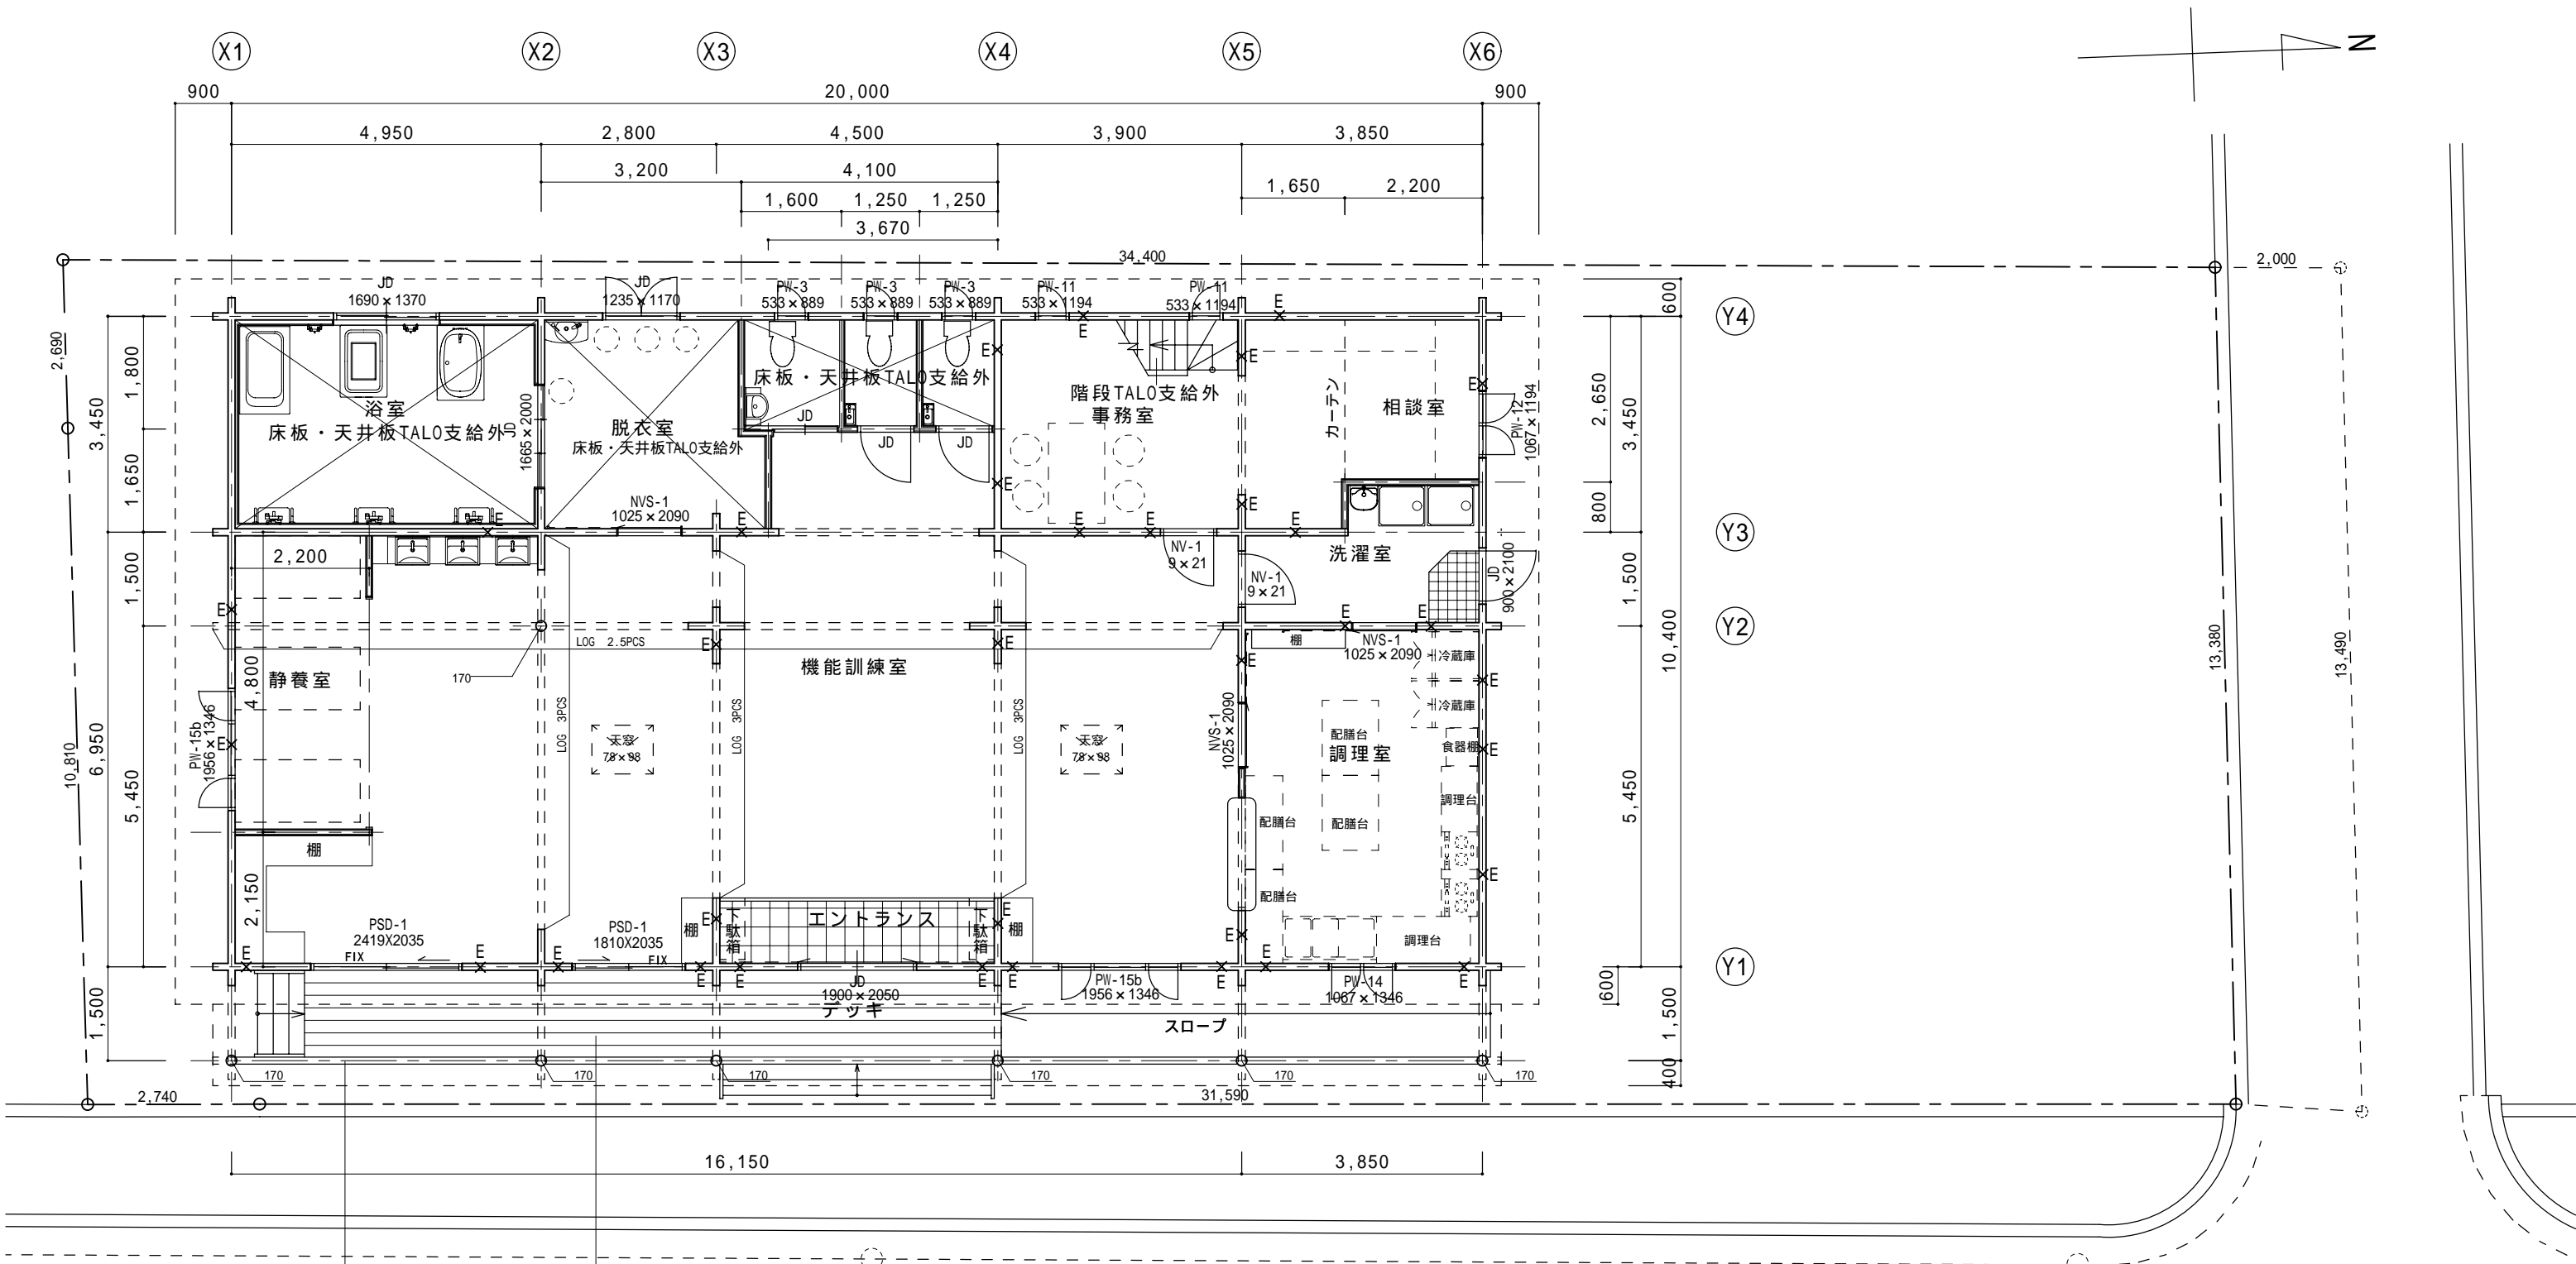 X1 X2 X3 X4 X5 X6
N
900 20,000 900
4,950 2,800 4,500 3,900 3,850
3,200 4,100
1,600 1,250 1,250
1,650 2,200
3,670
34,400
2,000
JD
1690×1370
JD
1235×1170
PW-3
533×889
PW-3
533×889
PW-3
533×889
PW-11
533×1194
PW-11
533×1194
E
E
E
E
E
600
Y4
2,690
1,800
3,450
1,650
浴室
床板・天井板TALO支給外
JD
1665×2000
脱衣室
床板・天井板TALO支給外
床板・天井板TALO支給外
JD
JD
JD
階段TALO支給外
事務室
カーテン
相談室
PW-12
1067×1194
2,650
3,450
800
NVS-1
1025×2090
E
E
E
E
E
E
E
Y3
2,200
1,500
NV-1
9×21
NV-1
9×21
洗濯室
JD
900×2100
1,500
10,400
E
E
E
Y2
LOG 2.5PCS
E
E
棚
NVS-1
1025×2090
冷蔵庫
E
E
4,800
静養室
170
機能訓練室
冷蔵庫
13,380
13,490
PW-15b
1956×1346
E
LOG 3PCS
LOG 3PCS
LOG 3PCS
天窓
78×98
天窓
78×98
NVS-1
1025×2090
配膳台
調理室
食器棚
E
10,810
6,950
5,450
5,450
調理台
配膳台
配膳台
棚
配膳台
E
2,150
PSD-1
2419X2035
FIX
PSD-1
1810X2035
FIX
棚
E
下駄箱
エントランス
下駄箱
E
棚
E
調理台
E
E
E
E
E
E
E
E
E
E
E
Y1
JD
1900×2050
デッキ
PW-15b
1956×1346
PW-14
1067×1346
スロープ
600
1,500
1,500
400
170
170
170
170
170
170
2,740
31,590
16,150 3,850